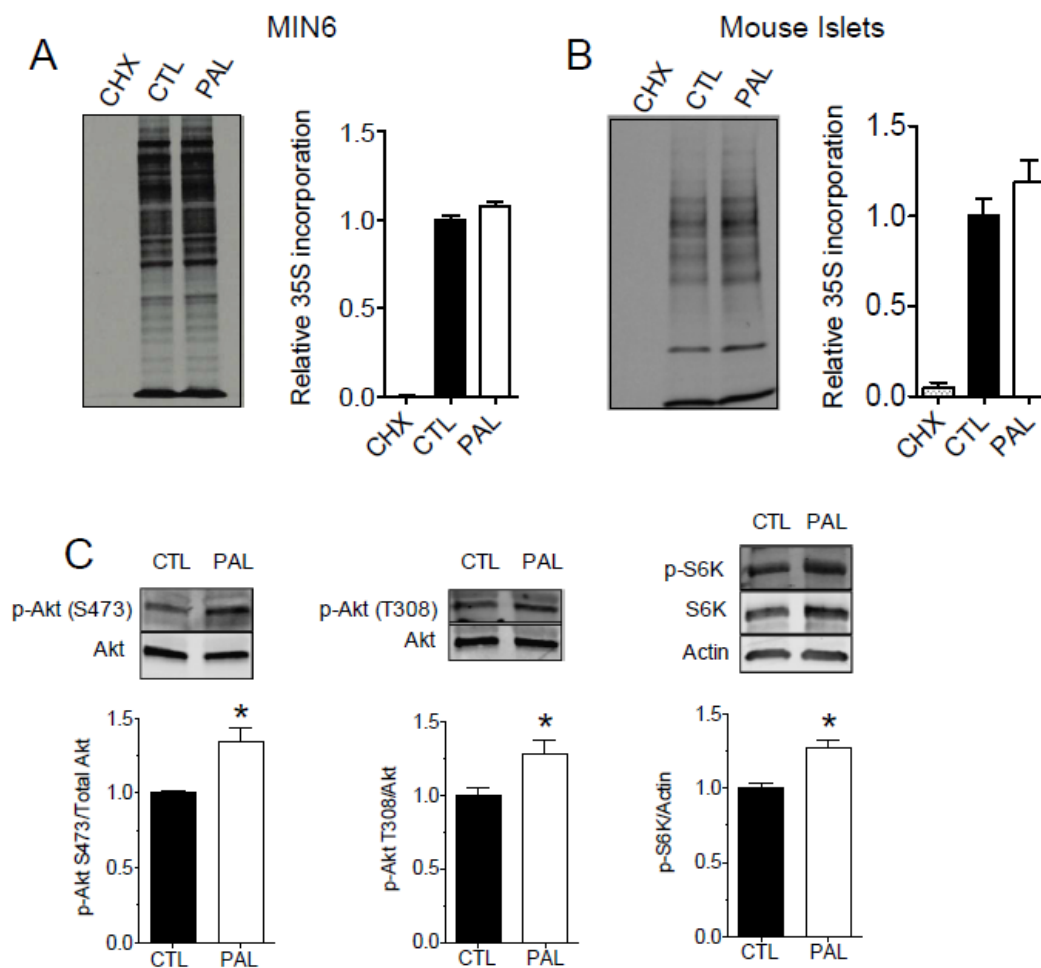 MIN6
Mouse Islets
A
CHX
CTL
PAL
Relative 35S incorporation
1.5
1.0
0.5
0.0
CHX
CTL
PAL
B
CHX
CTL
PAL
Relative 35S incorporation
1.5
1.0
0.5
0.0
CHX
CTL
PAL
C
CTL PAL
p-Akt (S473)
Akt
*
p-Akt S473/Total Akt
1.5
1.0
0.5
0.0
CTL PAL
CTL PAL
p-Akt (T308)
Akt
*
p-Akt T308/Akt
1.5
1.0
0.5
0.0
CTL PAL
CTL PAL
p-S6K
S6K
Actin
*
p-S6K/Actin
1.5
1.0
0.5
0.0
CTL PAL